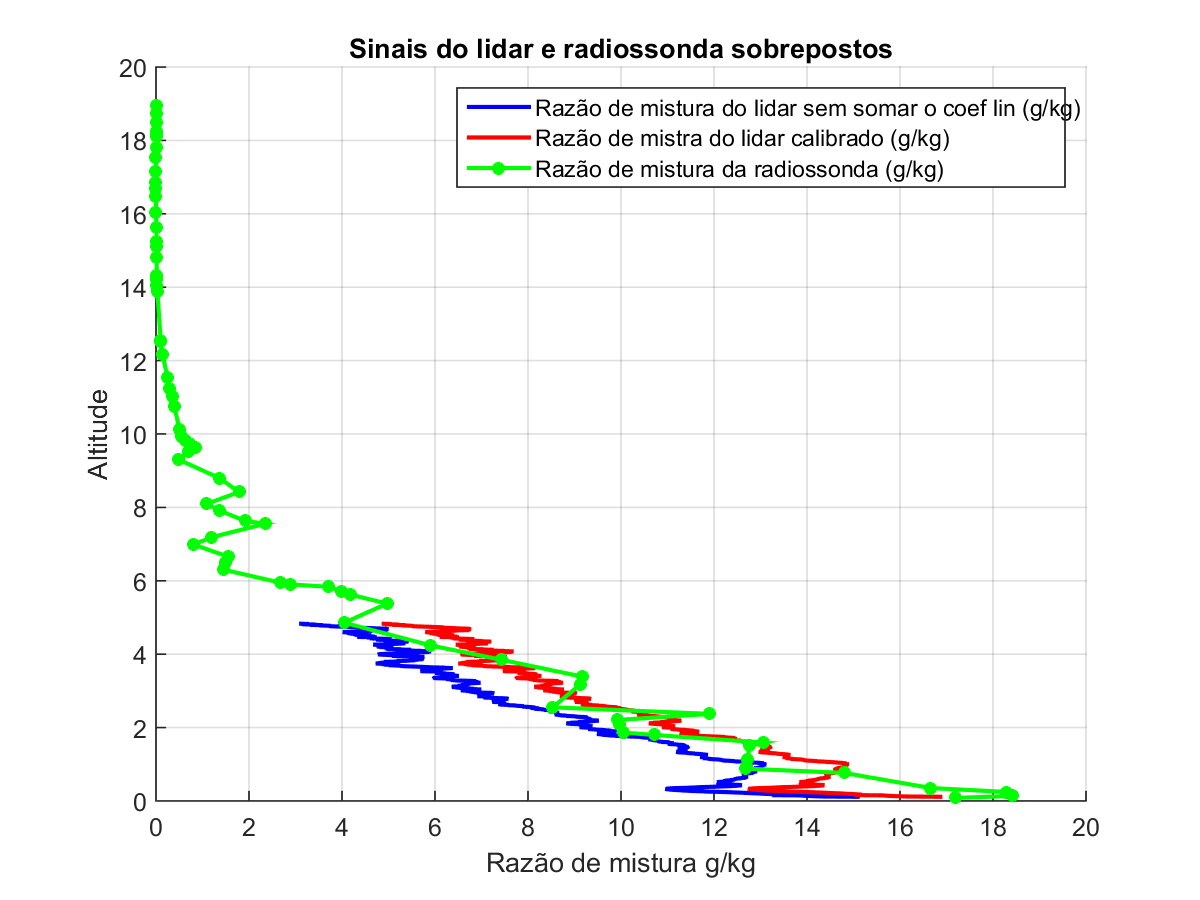 Sinais do lidar e radiossonda sobrepostos
20
18
16
14
12
10
8
6
4
2
0
Altitude
Razão de mistura do lidar sem somar o coef lin (g/kg)
Razão de mistra do lidar calibrado (g/kg)
Razão de mistura da radiossonda (g/kg)
0 2 4 6 8 10 12 14 16 18 20
Razão de mistura g/kg